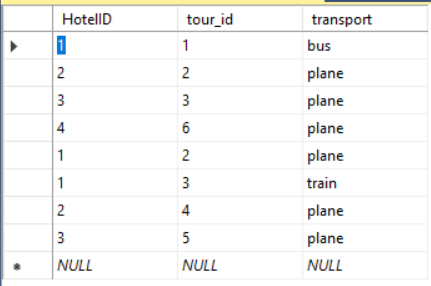 HotelID tour_id transport
1 1 bus
2 2 plane
3 3 plane
4 6 plane
1 2 plane
1 3 train
2 4 plane
3 5 plane
NULL NULL NULL